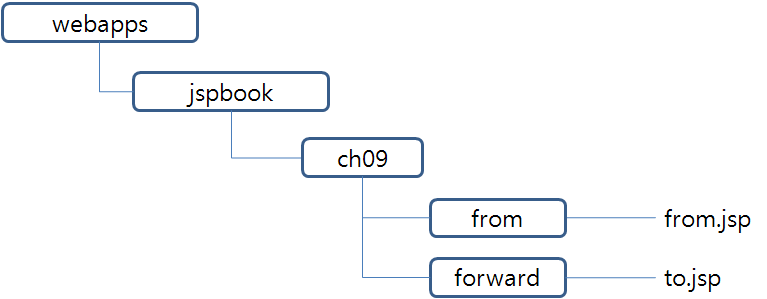 webapps
jspbook
ch09
from
from.jsp
forward
to.jsp